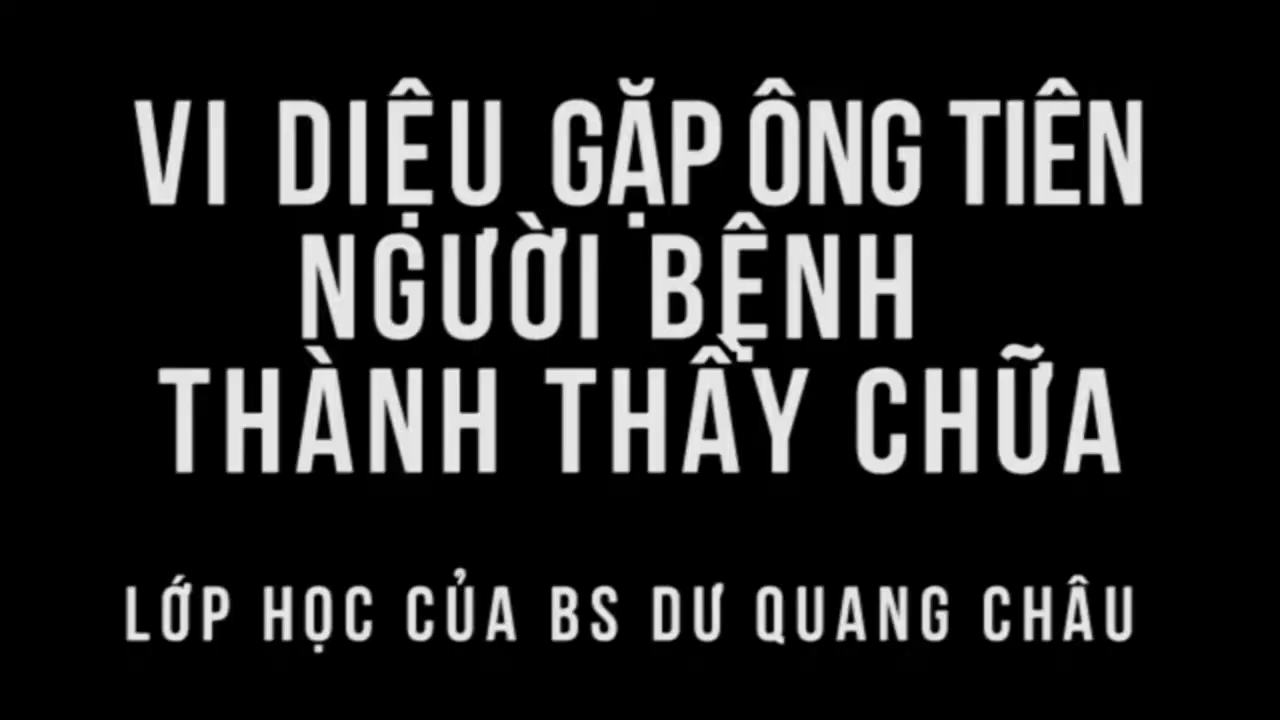 VI DIỆU GẶP ÔNG TIÊN
NGƯỜI BỆNH
THÀNH THẦY CHỮA
LỚP HỌC CỦA BS DƯ QUANG CHÂU